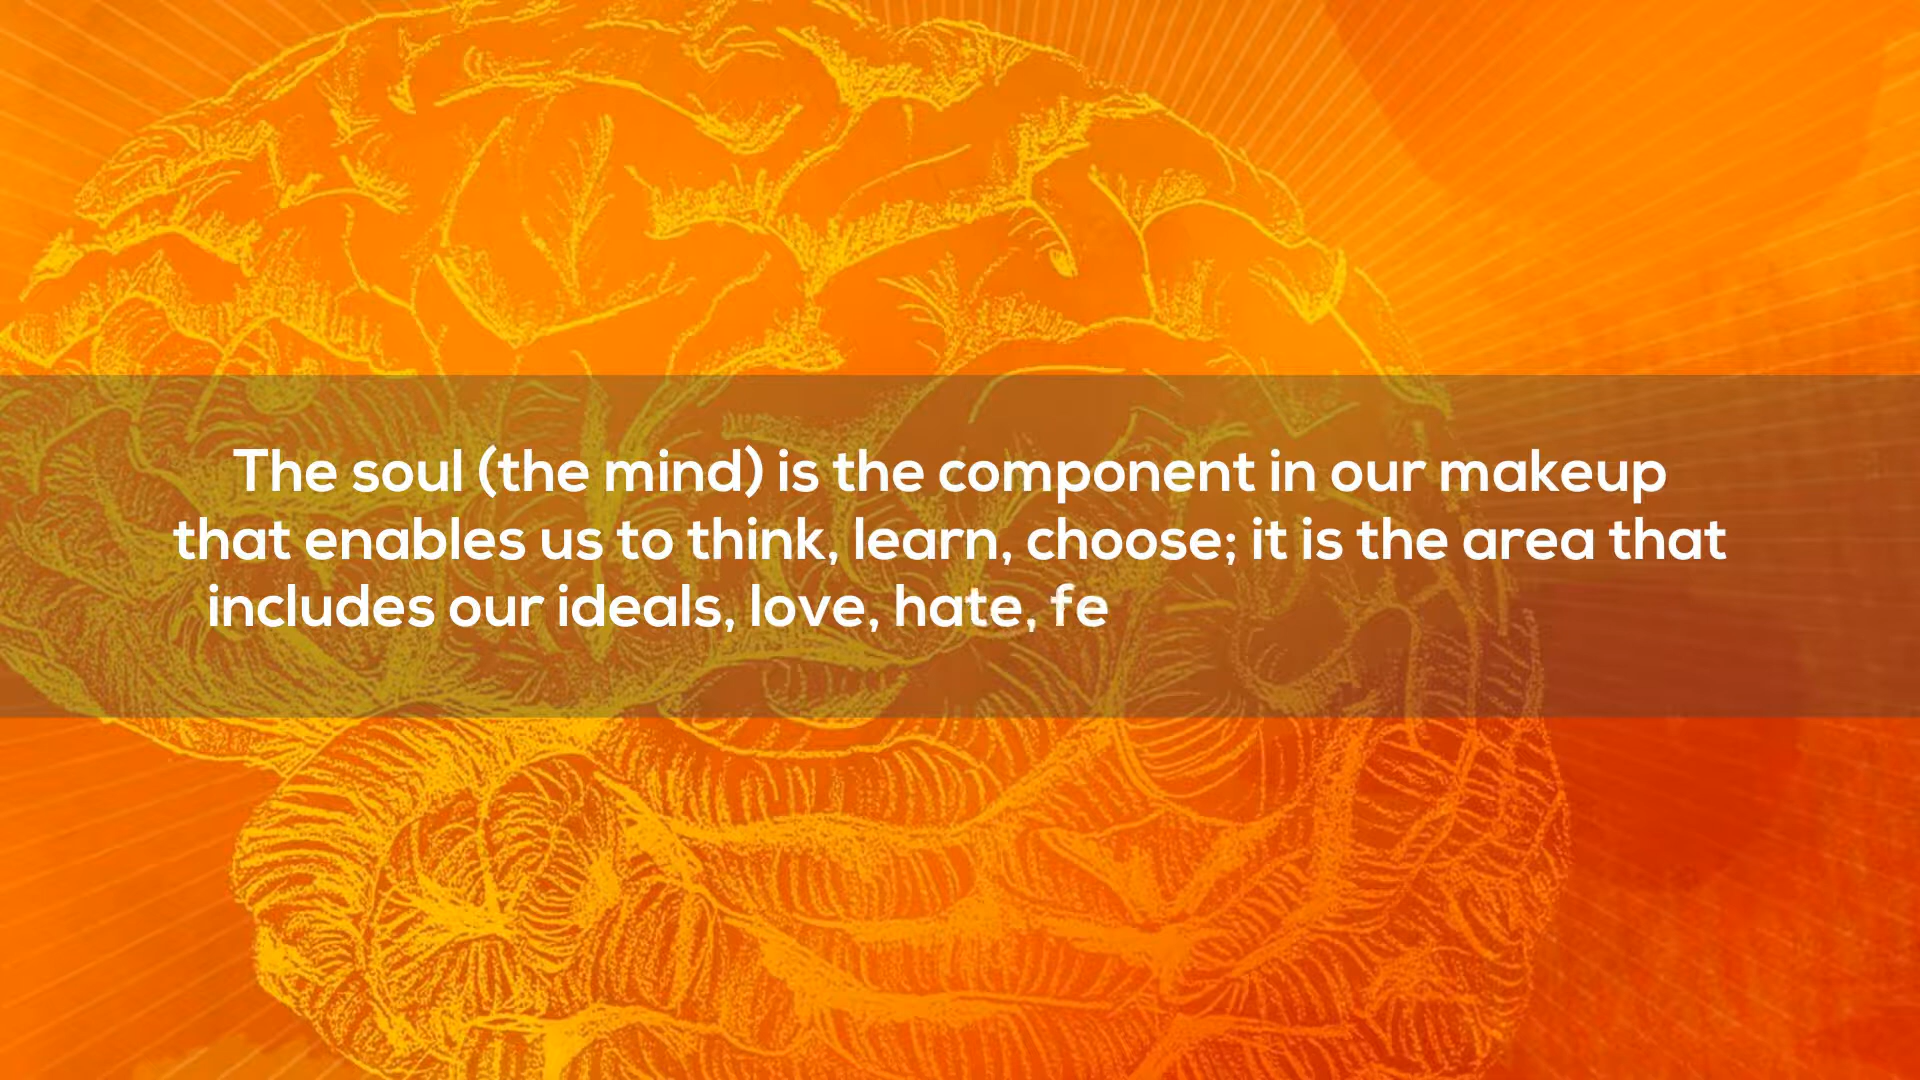 The soul (the mind) is the component in our makeup
that enables us to think, learn, choose; it is the area that
includes our ideals, love, hate, fe